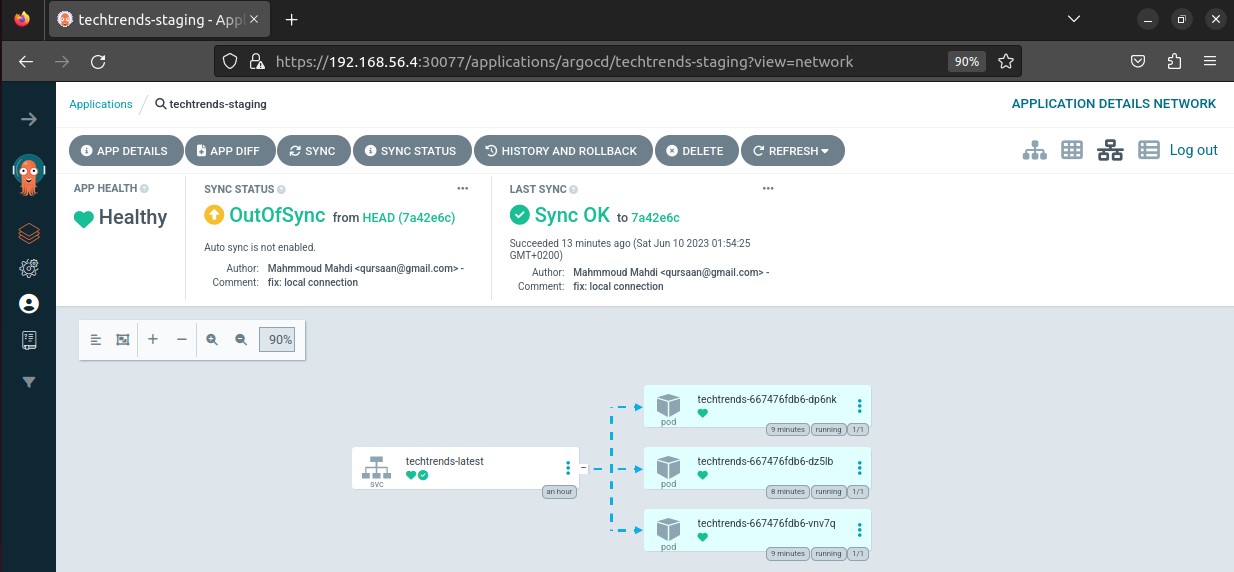 techtrends-staging - Appl
https://192.168.56.4:30077/applications/argocd/techtrends-staging?view=network
90%
Applications / techtrends-staging
APPLICATION DETAILS NETWORK
APP DETAILS
APP DIFF
SYNC
SYNC STATUS
HISTORY AND ROLLBACK
DELETE
REFRESH
Log out
APP HEALTH
Healthy
SYNC STATUS
OutOfSync from HEAD (7a42e6c)
Auto sync is not enabled.
Author: Mahmmoud Mahdi <qursaan@gmail.com> -
Comment: fix: local connection
LAST SYNC
Sync OK to 7a42e6c
Succeeded 13 minutes ago (Sat Jun 10 2023 01:54:25
GMT+0200)
Author: Mahmmoud Mahdi <qursaan@gmail.com> -
Comment: fix: local connection
90%
techtrends-latest
svc
an hour
techtrends-667476fdb6-dp6nk
pod
9 minutes running 1/1
techtrends-667476fdb6-dz5lb
pod
8 minutes running 1/1
techtrends-667476fdb6-vnv7q
pod
9 minutes running 1/1